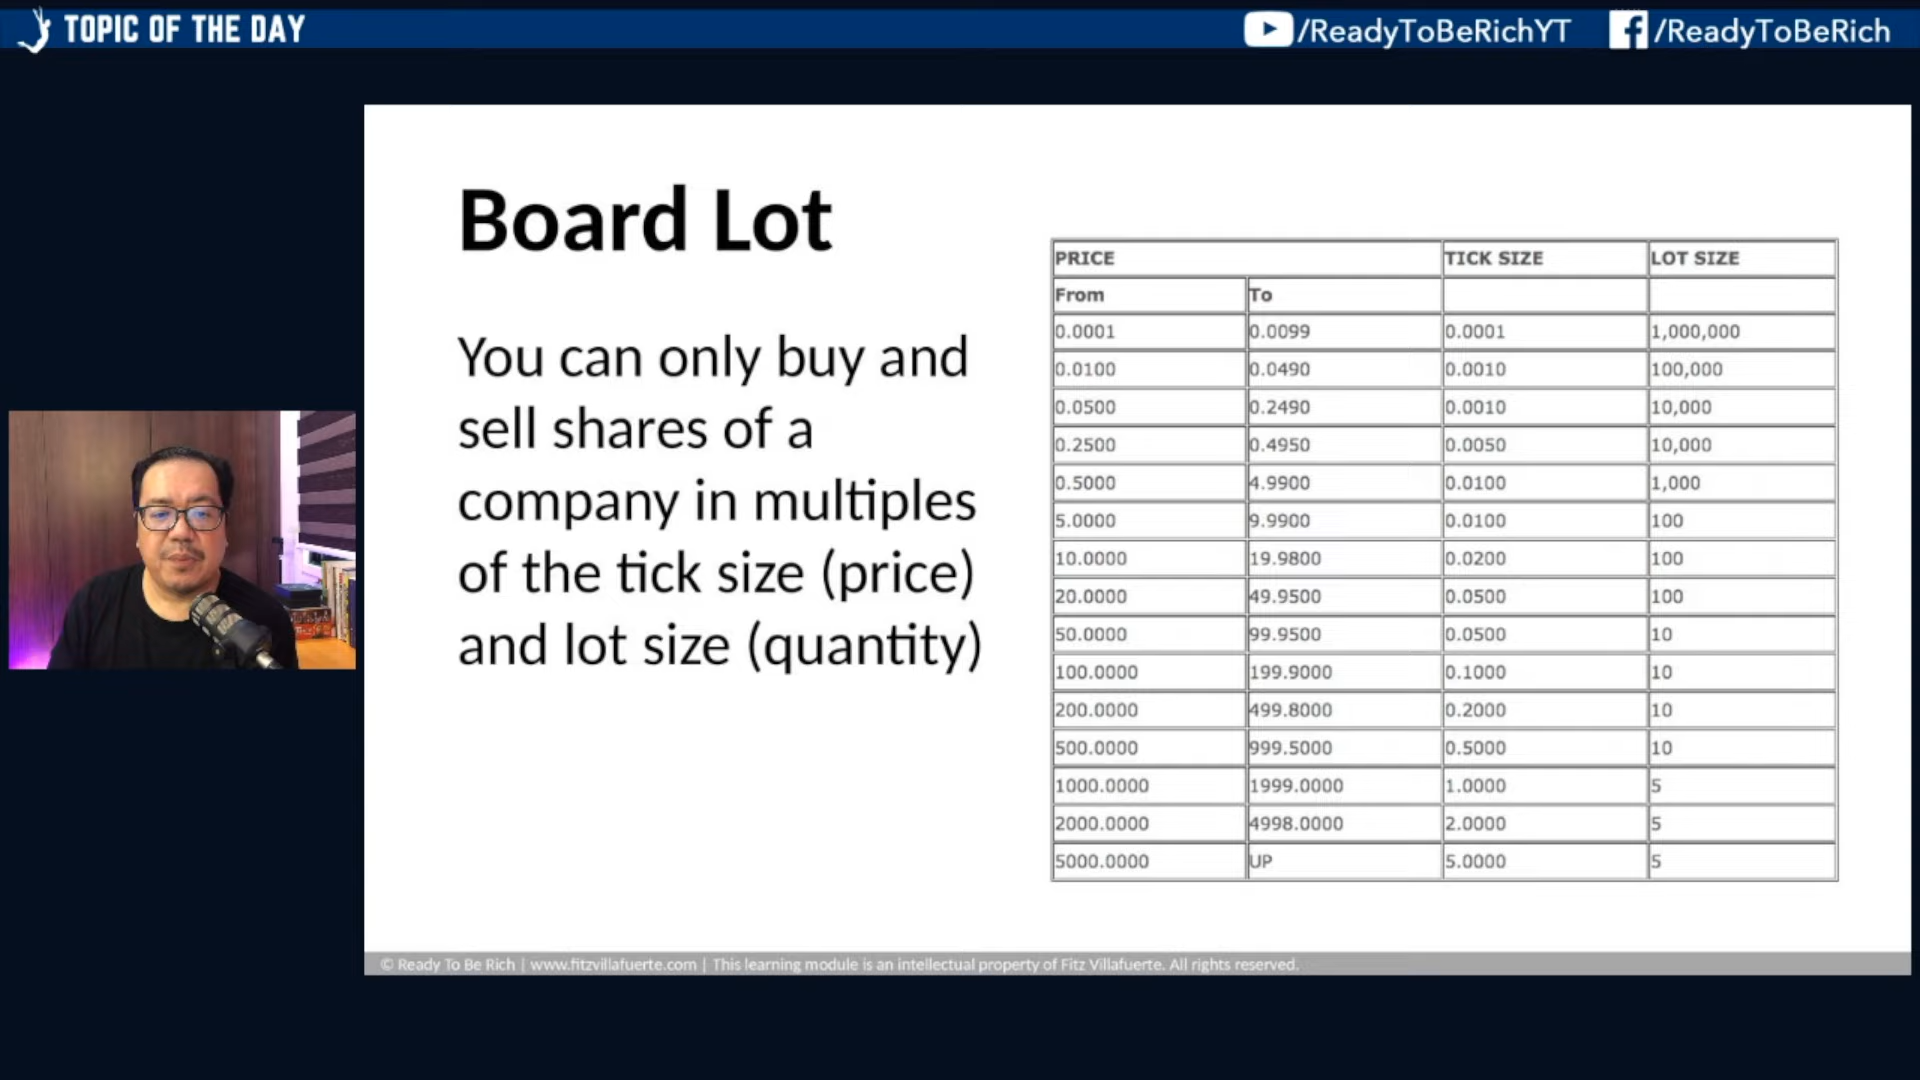 TOPIC OF THE DAY
/ReadyToBeRichYT
/ReadyToBeRich
Board Lot
You can only buy and
sell shares of a
company in multiples
of the tick size (price)
and lot size (quantity)
PRICE TICK SIZE LOT SIZE
From To
0.0001 0.0099 0.0001 1,000,000
0.0100 0.0490 0.0010 100,000
0.0500 0.2490 0.0010 10,000
0.2500 0.4950 0.0050 10,000
0.5000 4.9900 0.0100 1,000
5.0000 9.9900 0.0100 100
10.0000 19.9800 0.0200 100
20.0000 49.9500 0.0500 100
50.0000 99.9500 0.0500 10
100.0000 199.9000 0.1000 10
200.0000 499.8000 0.2000 10
500.0000 999.5000 0.5000 10
1000.0000 1999.0000 1.0000 5
2000.0000 4998.0000 2.0000 5
5000.0000 UP 5.0000 5
© Ready To Be Rich | www.fitzvillafuerte.com | This learning module is an intellectual property of Fitz Villafuerte. All rights reserved.